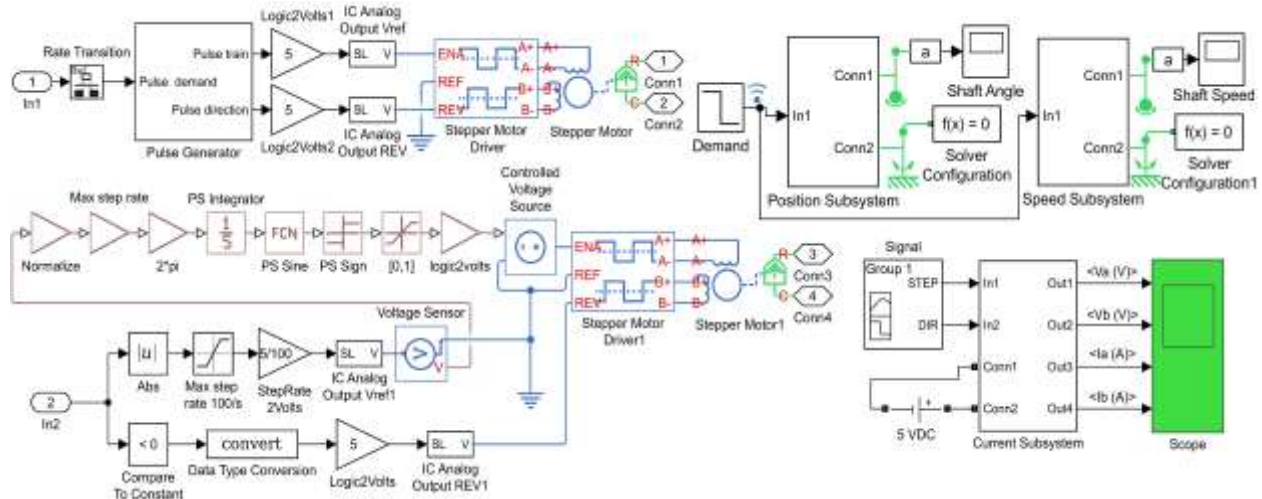 Logic2Volts1
IC Analog
Output Vref
Rate Transition
1
In1
Pulse train
Pulse demand
Pulse direction
Pulse Generator
5
5
Logic2Volts2
SL V
SL V
IC Analog
Output REV
ENA
REF
REV
A+
A-
B+
B-
A+
A-
B+
B-
Stepper Motor
Driver
Stepper Motor
R
C
1
Conn1
2
Conn2
Demand
In1
Conn1
Conn2
Position Subsystem
a
Shaft Angle
f(x) = 0
Solver
Configuration
In1
Conn1
Conn2
Speed Subsystem
a
Shaft Speed
f(x) = 0
Solver
Configuration1
Normalize
Max step rate
2*pi
PS Integrator
FCN
PS Sine
PS Sign
[0,1]
logic2volts
Controlled
Voltage
Source
ENA
REF
REV
A+
A-
B+
B-
A+
A-
B+
B-
Stepper Motor
Driver1
Stepper Motor1
R
C
3
Conn3
4
Conn4
Voltage Sensor
V
V
2
In2
|u|
Abs
Max step
rate 100/s
5/100
StepRate
2Volts
SL V
IC Analog
Output Vref1
< 0
Compare
To Constant
convert
Data Type Conversion
5
Logic2Volts
SL V
IC Analog
Output REV1
Signal
Group 1
STEP
DIR
5 VDC
+
In1
In2
Conn1
Conn2
Out1
Out2
Out3
Out4
Current Subsystem
<Va (V)>
<Vb (V)>
<Ia (A)>
<Ib (A)>
Scope